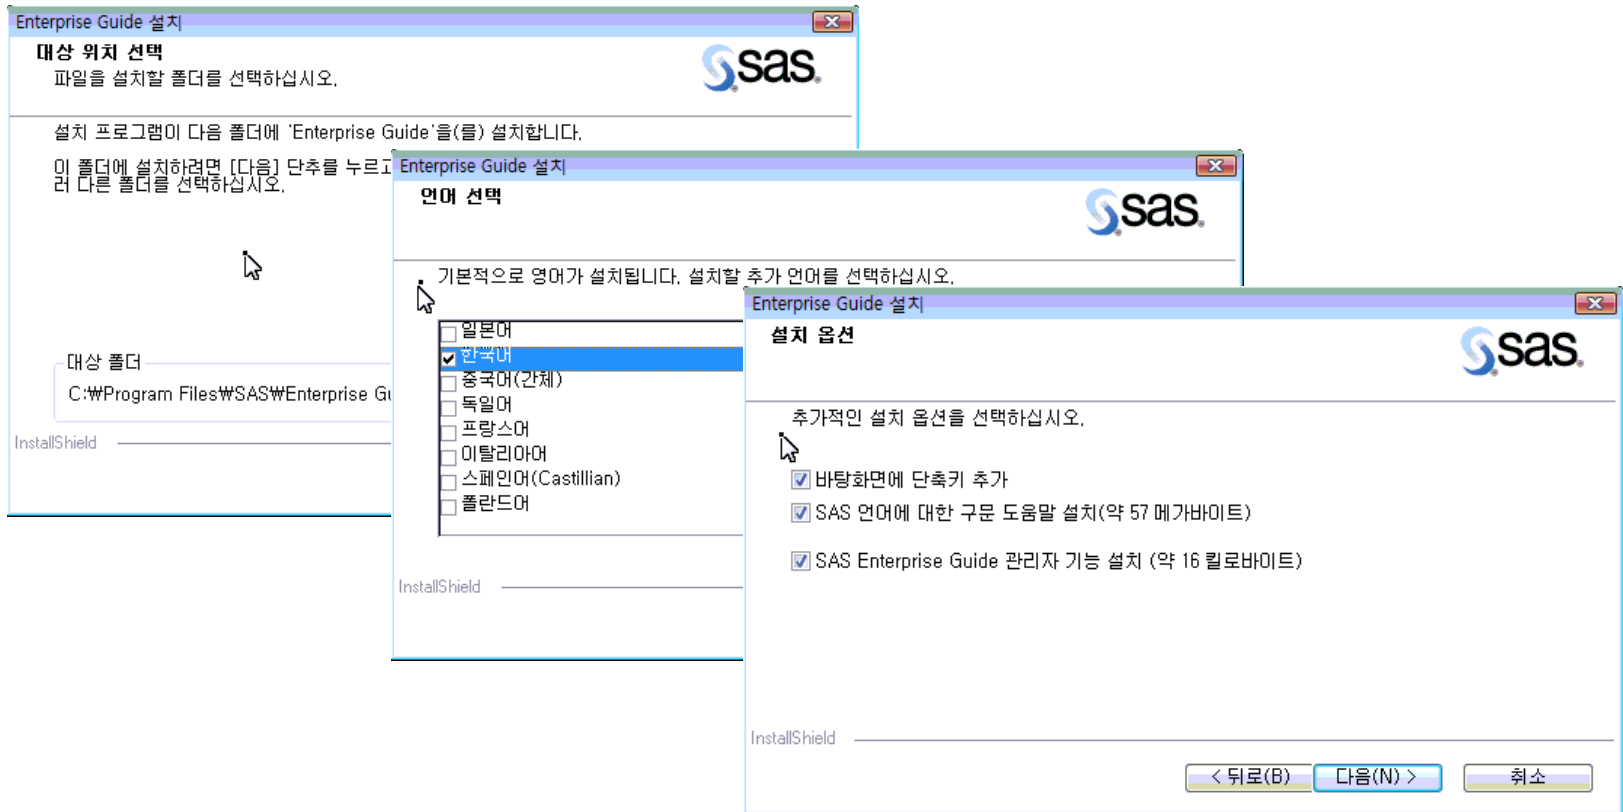 Enterprise Guide 설치
대상 위치 선택
파일을 설치할 폴더를 선택하십시오.
sas
설치 프로그램이 다음 폴더에 'Enterprise Guide'을(를) 설치합니다.
이 폴더에 설치하려면 [다음] 단추를 누르고
러 다른 폴더를 선택하십시오.
대상 폴더
C:₩Program Files₩SAS₩Enterprise
InstallShield
Enterprise Guide 설치
언어 선택
sas
기본적으로 영어가 설치됩니다. 설치할 추가 언어를 선택하십시오.
일본어
한국어
중국어(간체)
독일어
프랑스어
이탈리아어
스페인어(Castillian)
폴란드어
InstallShield
Enterprise Guide 설치
설치 옵션
sas
추가적인 설치 옵션을 선택하십시오.
바탕화면에 단축키 추가
SAS 언어에 대한 구문 도움말 설치(약 57 메가바이트)
SAS Enterprise Guide 관리자 기능 설치 (약 16 킬로바이트)
InstallShield
< 뒤로(B)
다음(N) >
취소